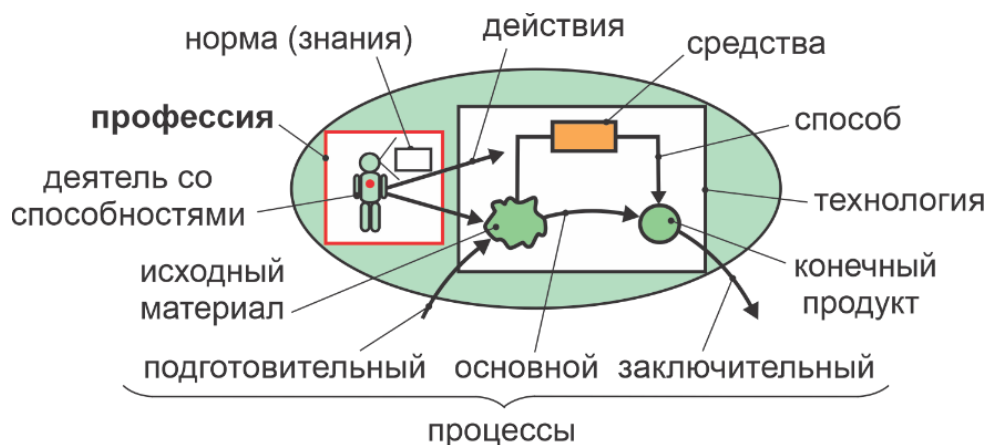 норма (знания)
действия
средства
профессия
способ
деятель со
способностями
технология
исходный
материал
конечный
продукт
подготовительный
основной
заключительный
процессы